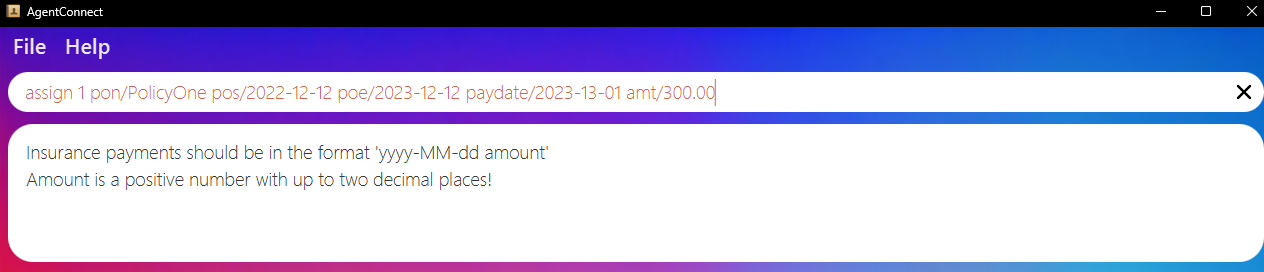 AgentConnect
File Help
assign 1 pon/PolicyOne pos/2022-12-12 poe/2023-12-12 paydate/2023-13-01 amt/300.00
Insurance payments should be in the format 'yyyy-MM-dd amount'
Amount is a positive number with up to two decimal places!